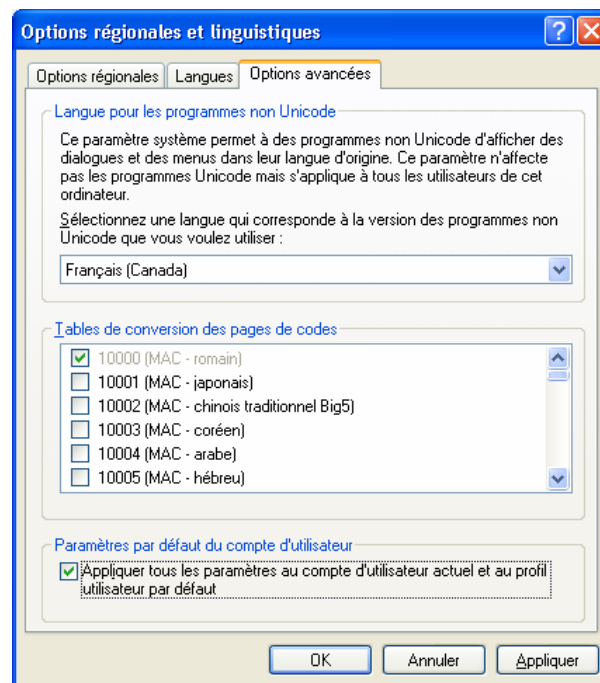 Options régionales et linguistiques
Options régionales
Langues
Options avancées
Langue pour les programmes non Unicode
Ce paramètre système permet à des programmes non Unicode d'afficher des
dialogues et des menus dans leur langue d'origine. Ce paramètre n'affecte
pas les programmes Unicode mais s'applique à tous les utilisateurs de cet
ordinateur.
Sélectionnez une langue qui corresponde à la version des programmes non
Unicode que vous voulez utiliser :
Français (Canada)
Tables de conversion des pages de codes
10000 (MAC - romain)
10001 (MAC - japonais)
10002 (MAC - chinois traditionnel Big5)
10003 (MAC - coréen)
10004 (MAC - arabe)
10005 (MAC - hébreu)
Paramètres par défaut du compte d'utilisateur
Appliquer tous les paramètres au compte d'utilisateur actuel et au profil
utilisateur par défaut
OK
Annuler
Appliquer